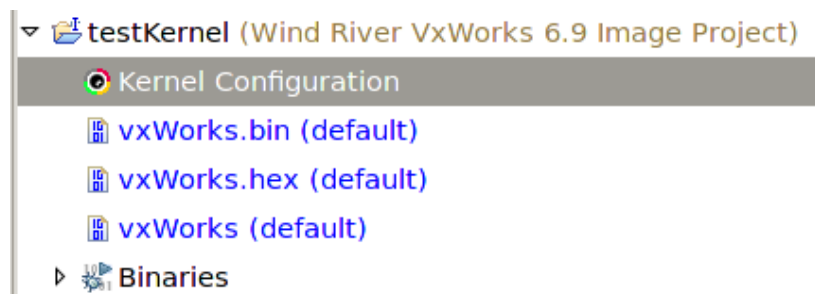 testKernel (Wind River VxWorks 6.9 Image Project)
Kernel Configuration
vxWorks.bin (default)
vxWorks.hex (default)
vxWorks (default)
Binaries